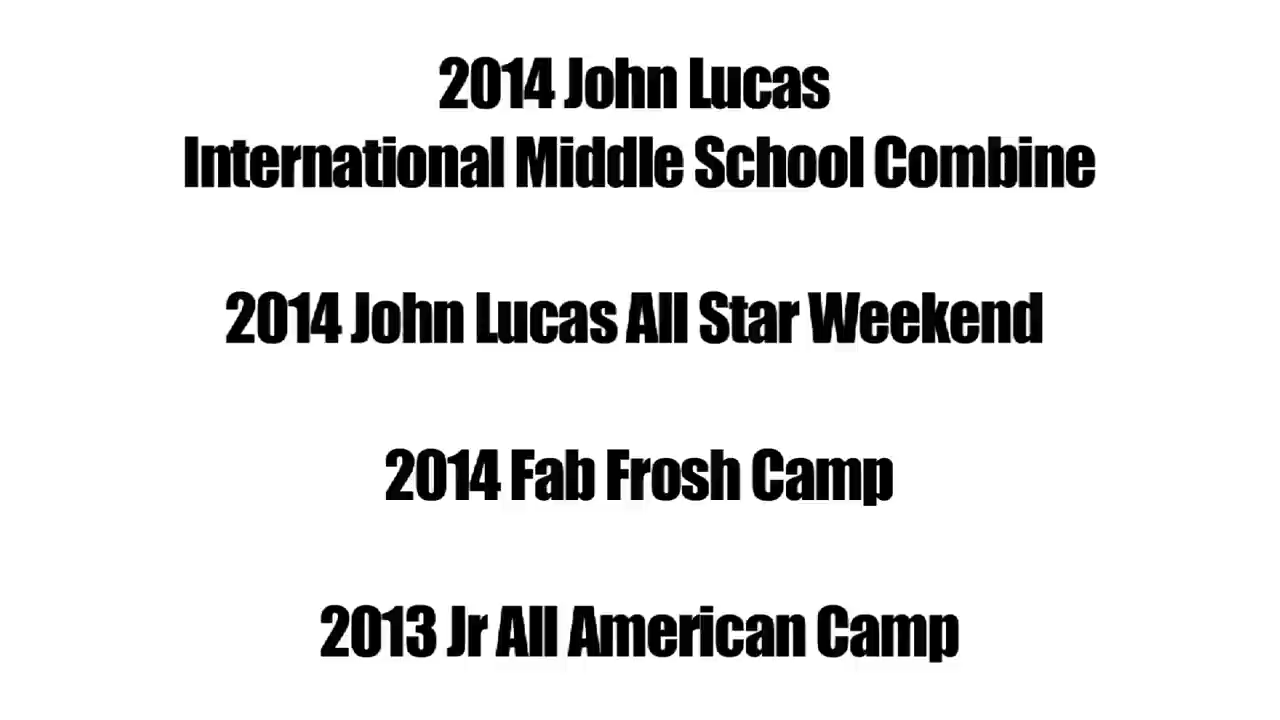 2014 John Lucas
International Middle School Combine
2014 John Lucas All Star Weekend
2014 Fab Frosh Camp
2013 Jr All American Camp